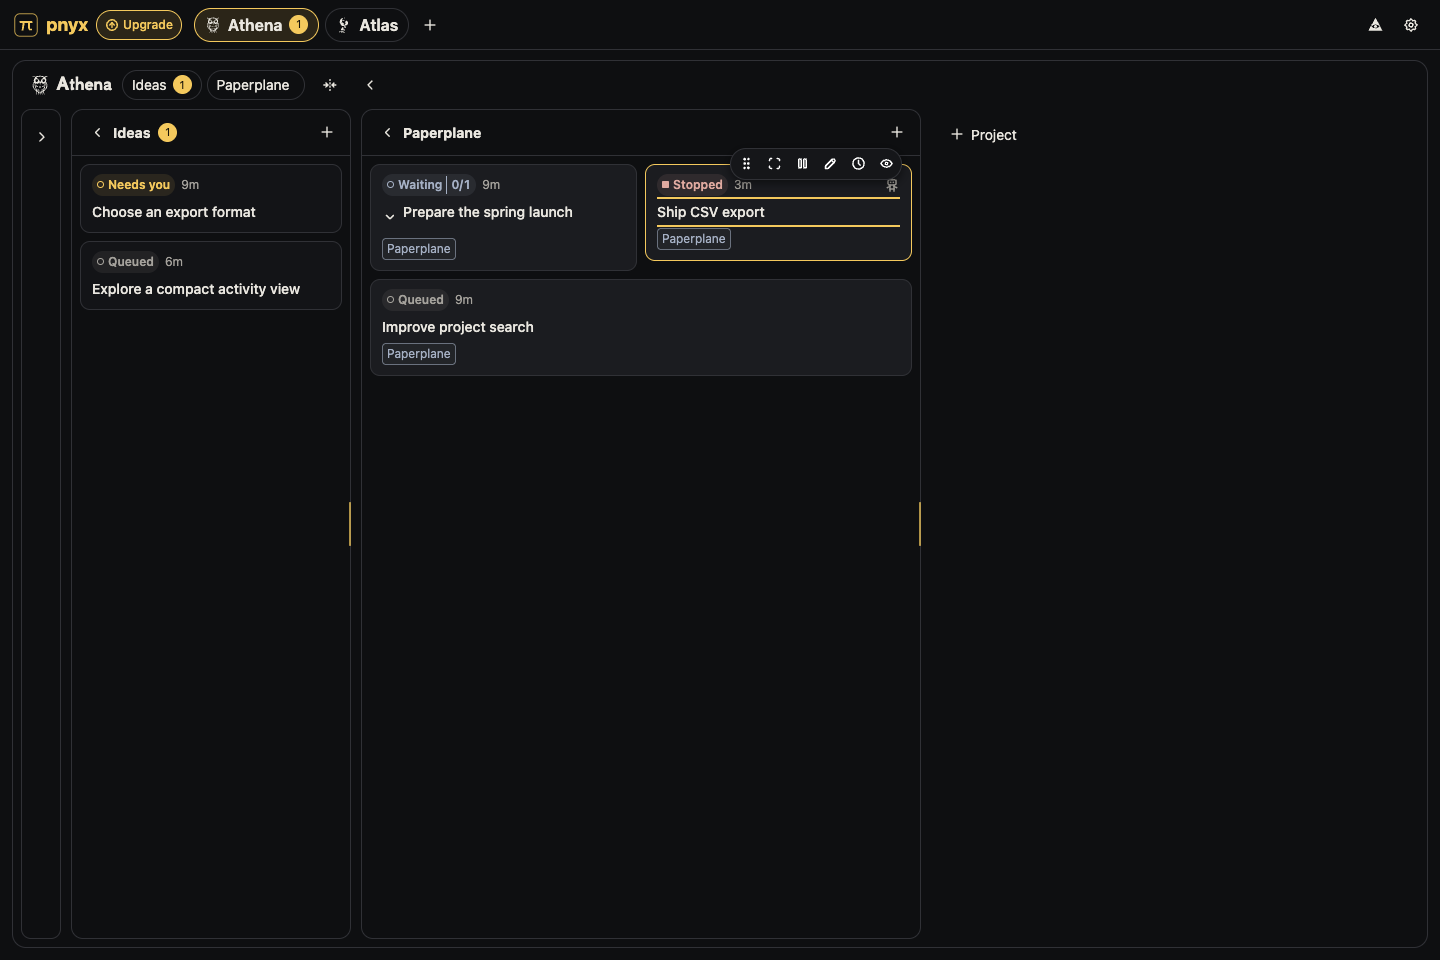 π pnyx Upgrade Athena 1 Atlas
Athena Ideas 1 Paperplane
Ideas 1
Needs you 9m
Choose an export format
Queued 6m
Explore a compact activity view
Paperplane
Waiting 0/1 9m
Prepare the spring launch
Paperplane
Stopped 3m
Ship CSV export
Paperplane
Queued 9m
Improve project search
Paperplane
Project